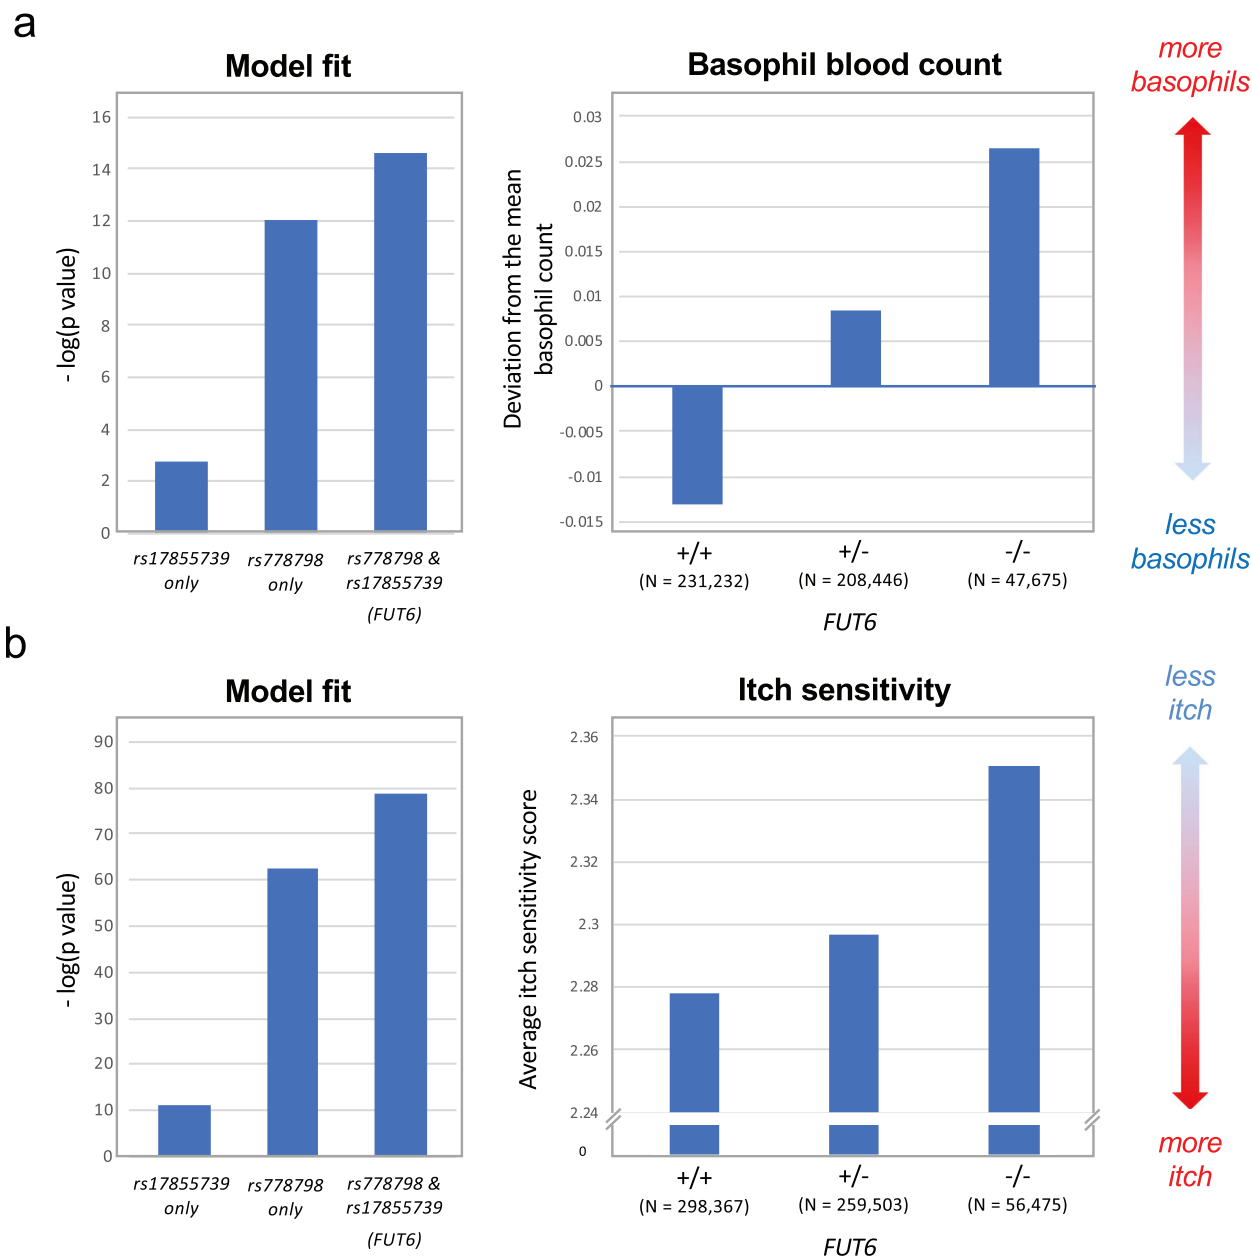 a
Model fit
- log(p value)
16
14
12
10
8
6
4
2
0
rs17855739
only
rs778798
only
rs778798 &
rs17855739
(FUT6)
Basophil blood count
Deviation from the mean
basophil count
0.03
0.025
0.02
0.015
0.01
0.005
0
-0.005
-0.01
-0.015
+/+
(N = 231,232)
+/-
(N = 208,446)
-/-
(N = 47,675)
FUT6
more
basophils
less
basophils
b
Model fit
- log(p value)
90
80
70
60
50
40
30
20
10
0
rs17855739
only
rs778798
only
rs778798 &
rs17855739
(FUT6)
Itch sensitivity
Average itch sensitivity score
2.36
2.34
2.32
2.3
2.28
2.26
2.24
0
+/+
(N = 298,367)
+/-
(N = 259,503)
-/-
(N = 56,475)
FUT6
less
itch
more
itch